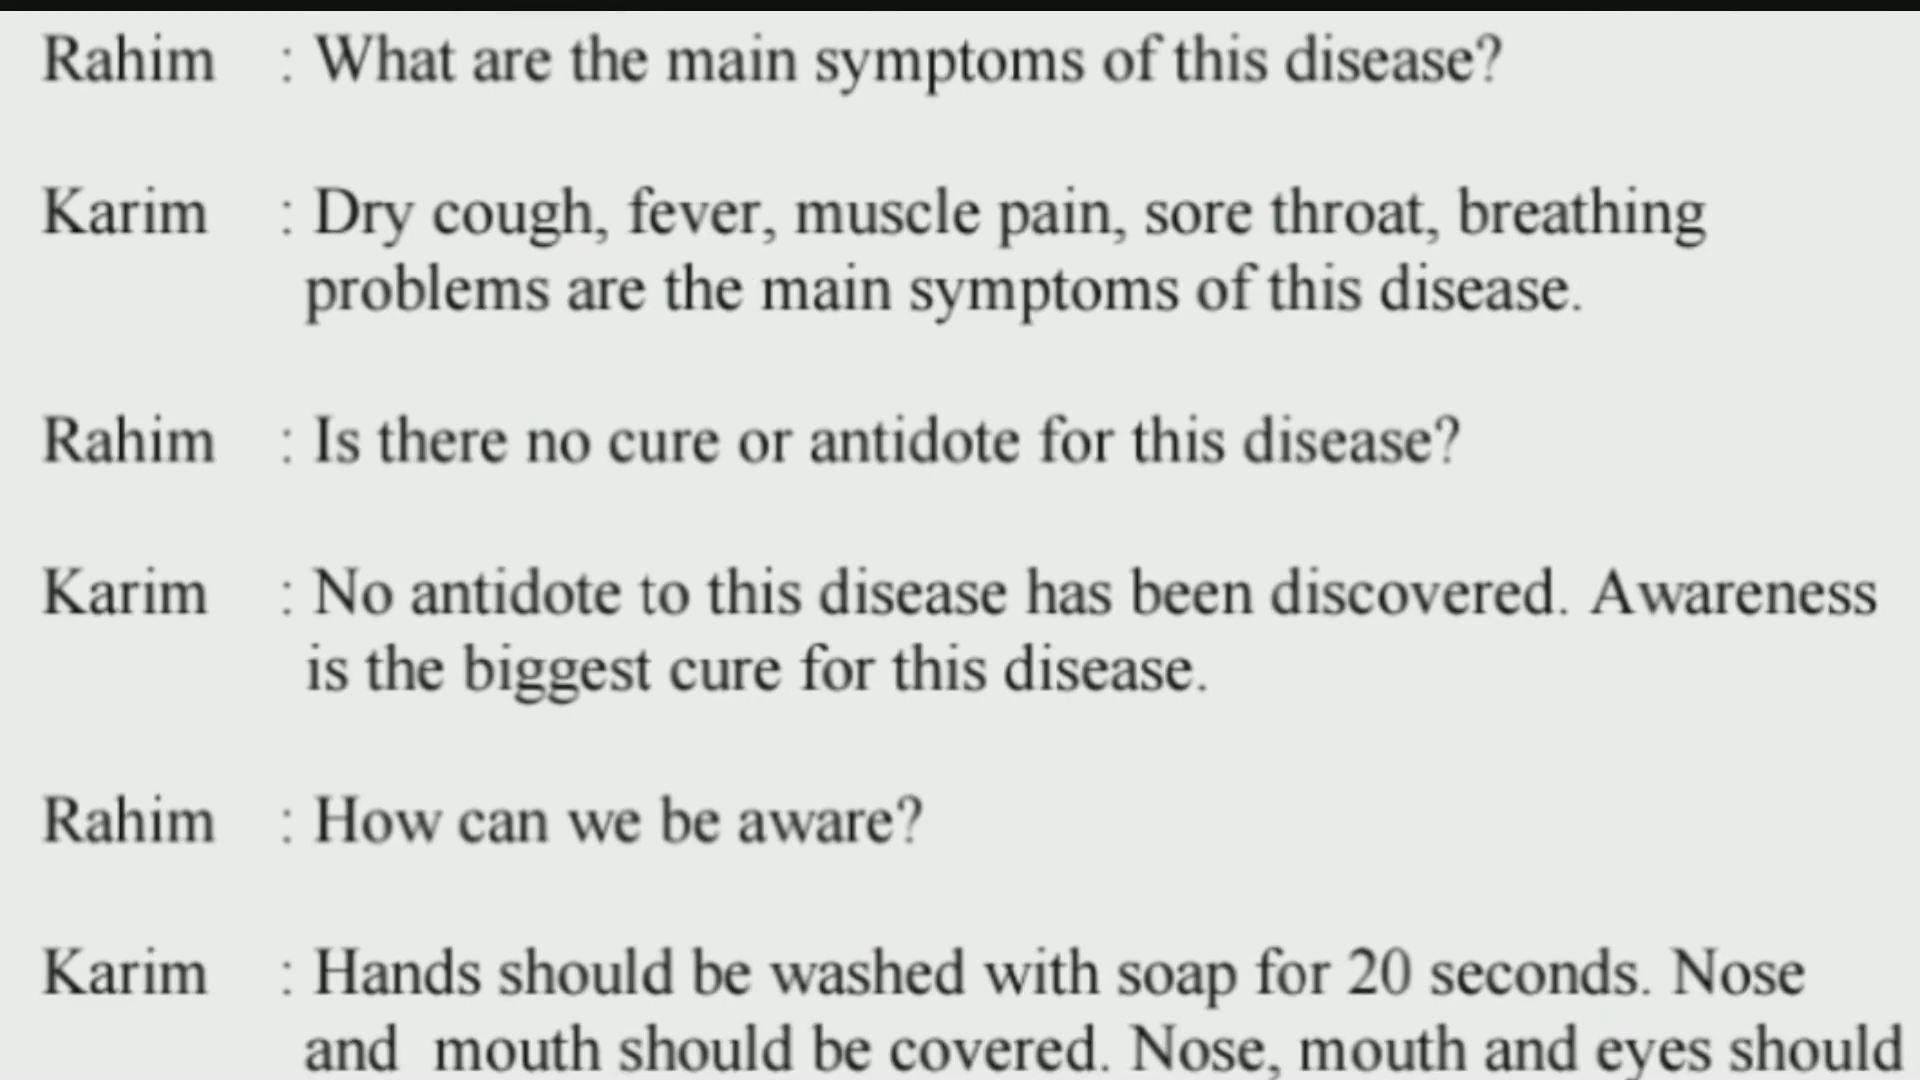 Rahim : What are the main symptoms of this disease?
Karim : Dry cough, fever, muscle pain, sore throat, breathing
problems are the main symptoms of this disease.
Rahim : Is there no cure or antidote for this disease?
Karim : No antidote to this disease has been discovered. Awareness
is the biggest cure for this disease.
Rahim : How can we be aware?
Karim : Hands should be washed with soap for 20 seconds. Nose
and mouth should be covered. Nose, mouth and eyes should